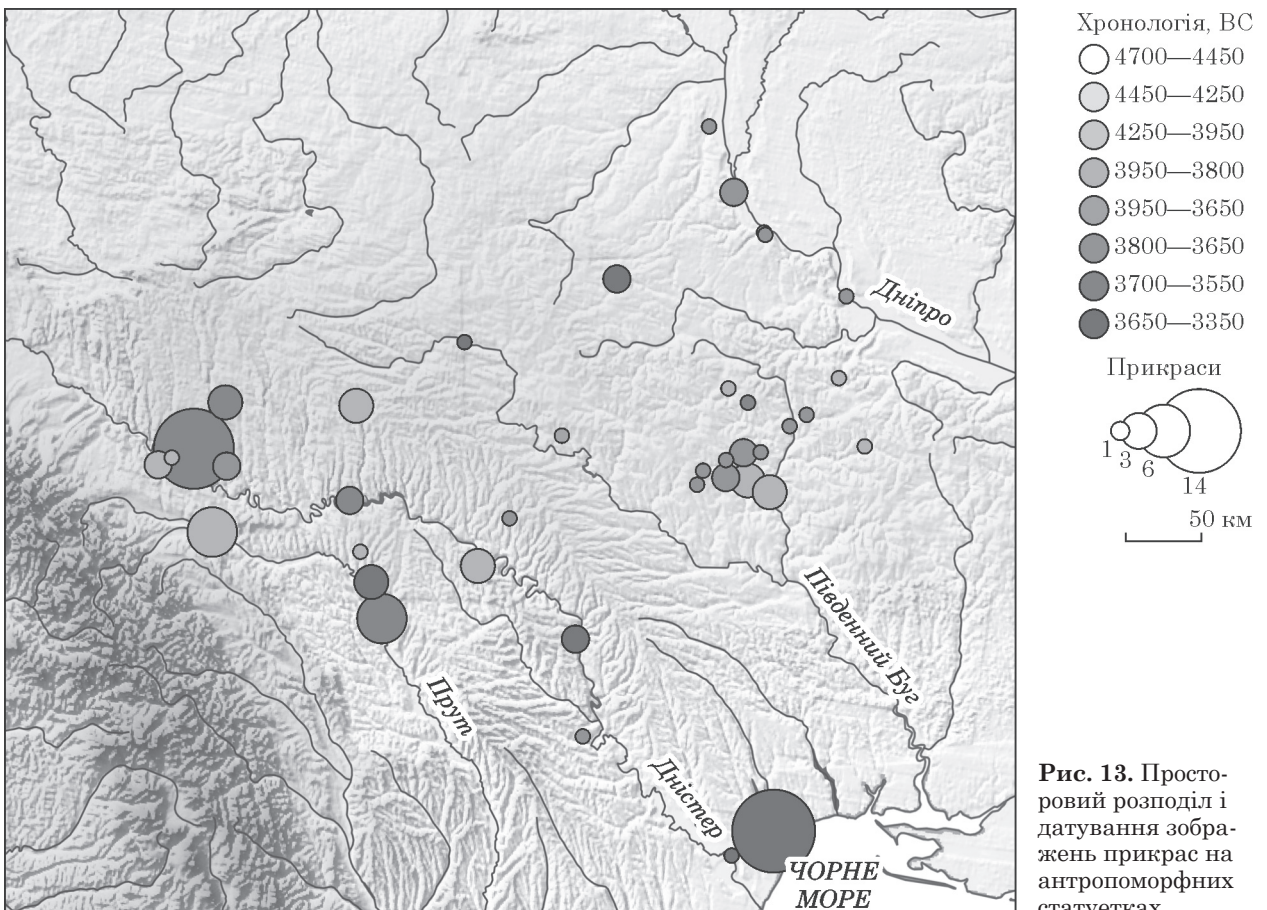 Хронологія, ВС
4700—4450
4450—4250
4250—3950
3950—3800
3950—3650
3800—3650
3700—3550
3650—3350
Прикраси
1
3
6
14
50 км
Дніпро
Південний Буг
Прут
Дністер
ЧОРНЕ
МОРЕ
Рис. 13. Просто-
ровий розподіл і
датування зобра-
жень прикрас на
антропоморфних
статуетках